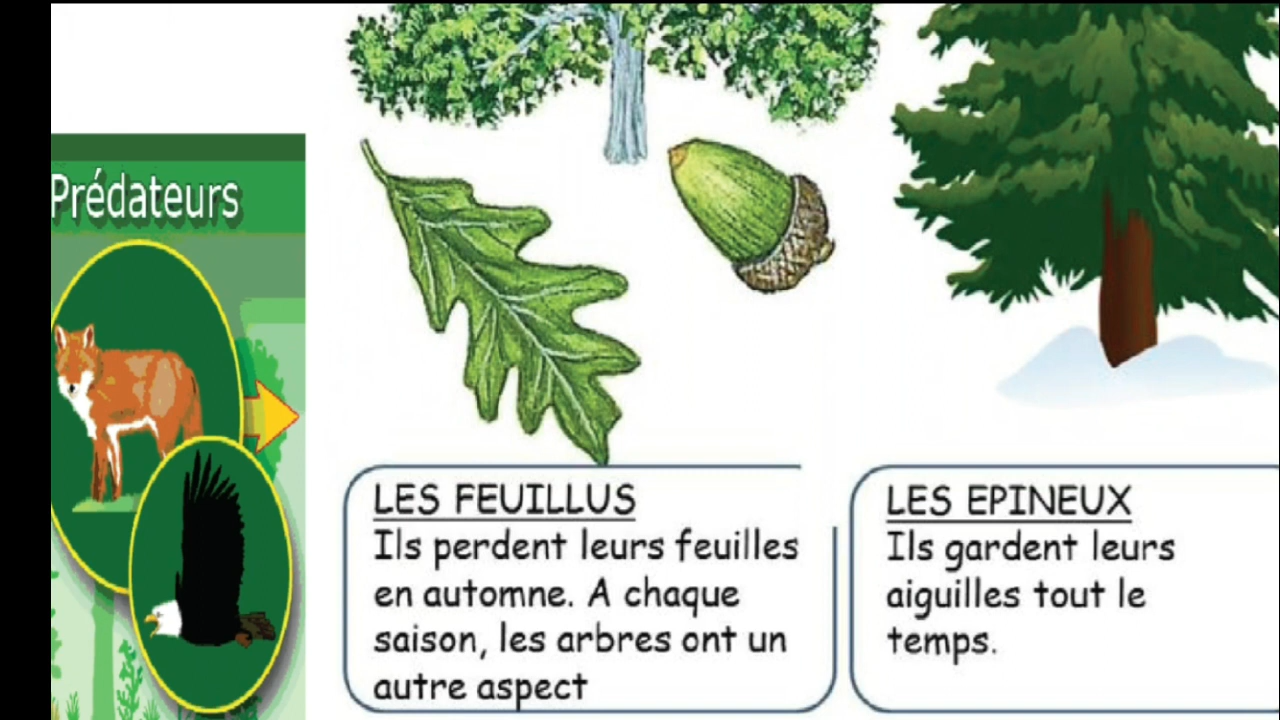 Prédateurs
LES FEUILLUS
Ils perdent leurs feuilles
en automne. A chaque
saison, les arbres ont un
autre aspect
LES EPINEUX
Ils gardent leurs
aiguilles tout le
temps.